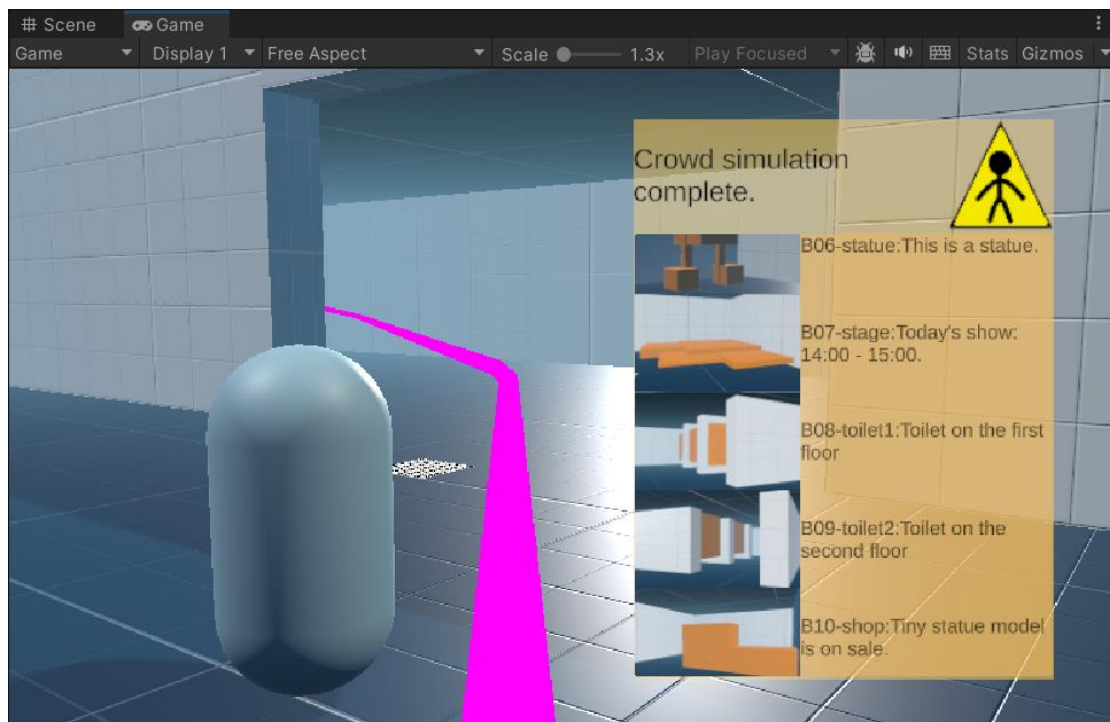 Scene Game
Game Display 1 Free Aspect Scale 1.3x Play Focused Stats Gizmos
Crowd simulation
complete.
B06-statue:This is a statue.
B07-stage:Today's show:
14:00 - 15:00.
B08-toilet1:Toilet on the first
floor
B09-toilet2:Toilet on the
second floor
B10-shop:Tiny statue model
is on sale.